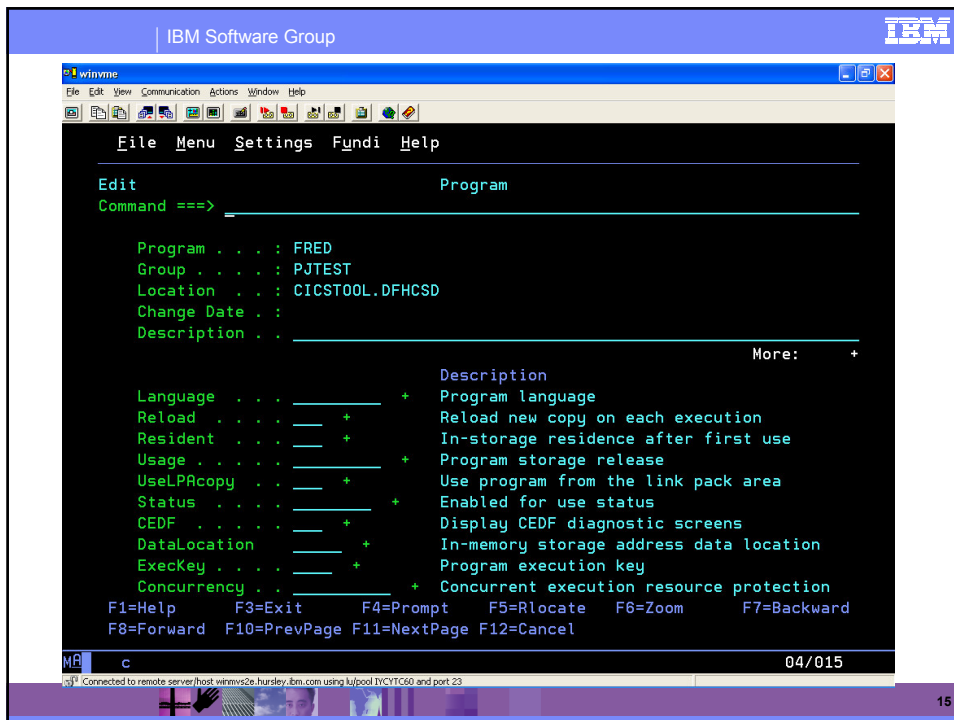 IBM Software Group
IBM
winvme
File Edit View Communication Actions Window Help
File Menu Settings Fundi Help
Edit Program
Command ===> _
Program . . . : FRED
Group . . . . : PJTEST
Location . . : CICSTOOL.DFHCSD
Change Date . :
Description . .
More: +
Description
Language . . . + Program language
Reload . . . . + Reload new copy on each execution
Resident . . . + In-storage residence after first use
Usage . . . . . + Program storage release
UseLPAcopy . . + Use program from the link pack area
Status . . . . + Enabled for use status
CEDF . . . . . + Display CEDF diagnostic screens
DataLocation + In-memory storage address data location
ExecKey . . . . + Program execution key
Concurrency . . + Concurrent execution resource protection
F1=Help F3=Exit F4=Prompt F5=Rlocate F6=Zoom F7=Backward
F8=Forward F10=PrevPage F11=NextPage F12=Cancel
MA c 04/015
Connected to remote server/host winmvs2e.hursley.ibm.com using lu/pool IYCYTC60 and port 23
15